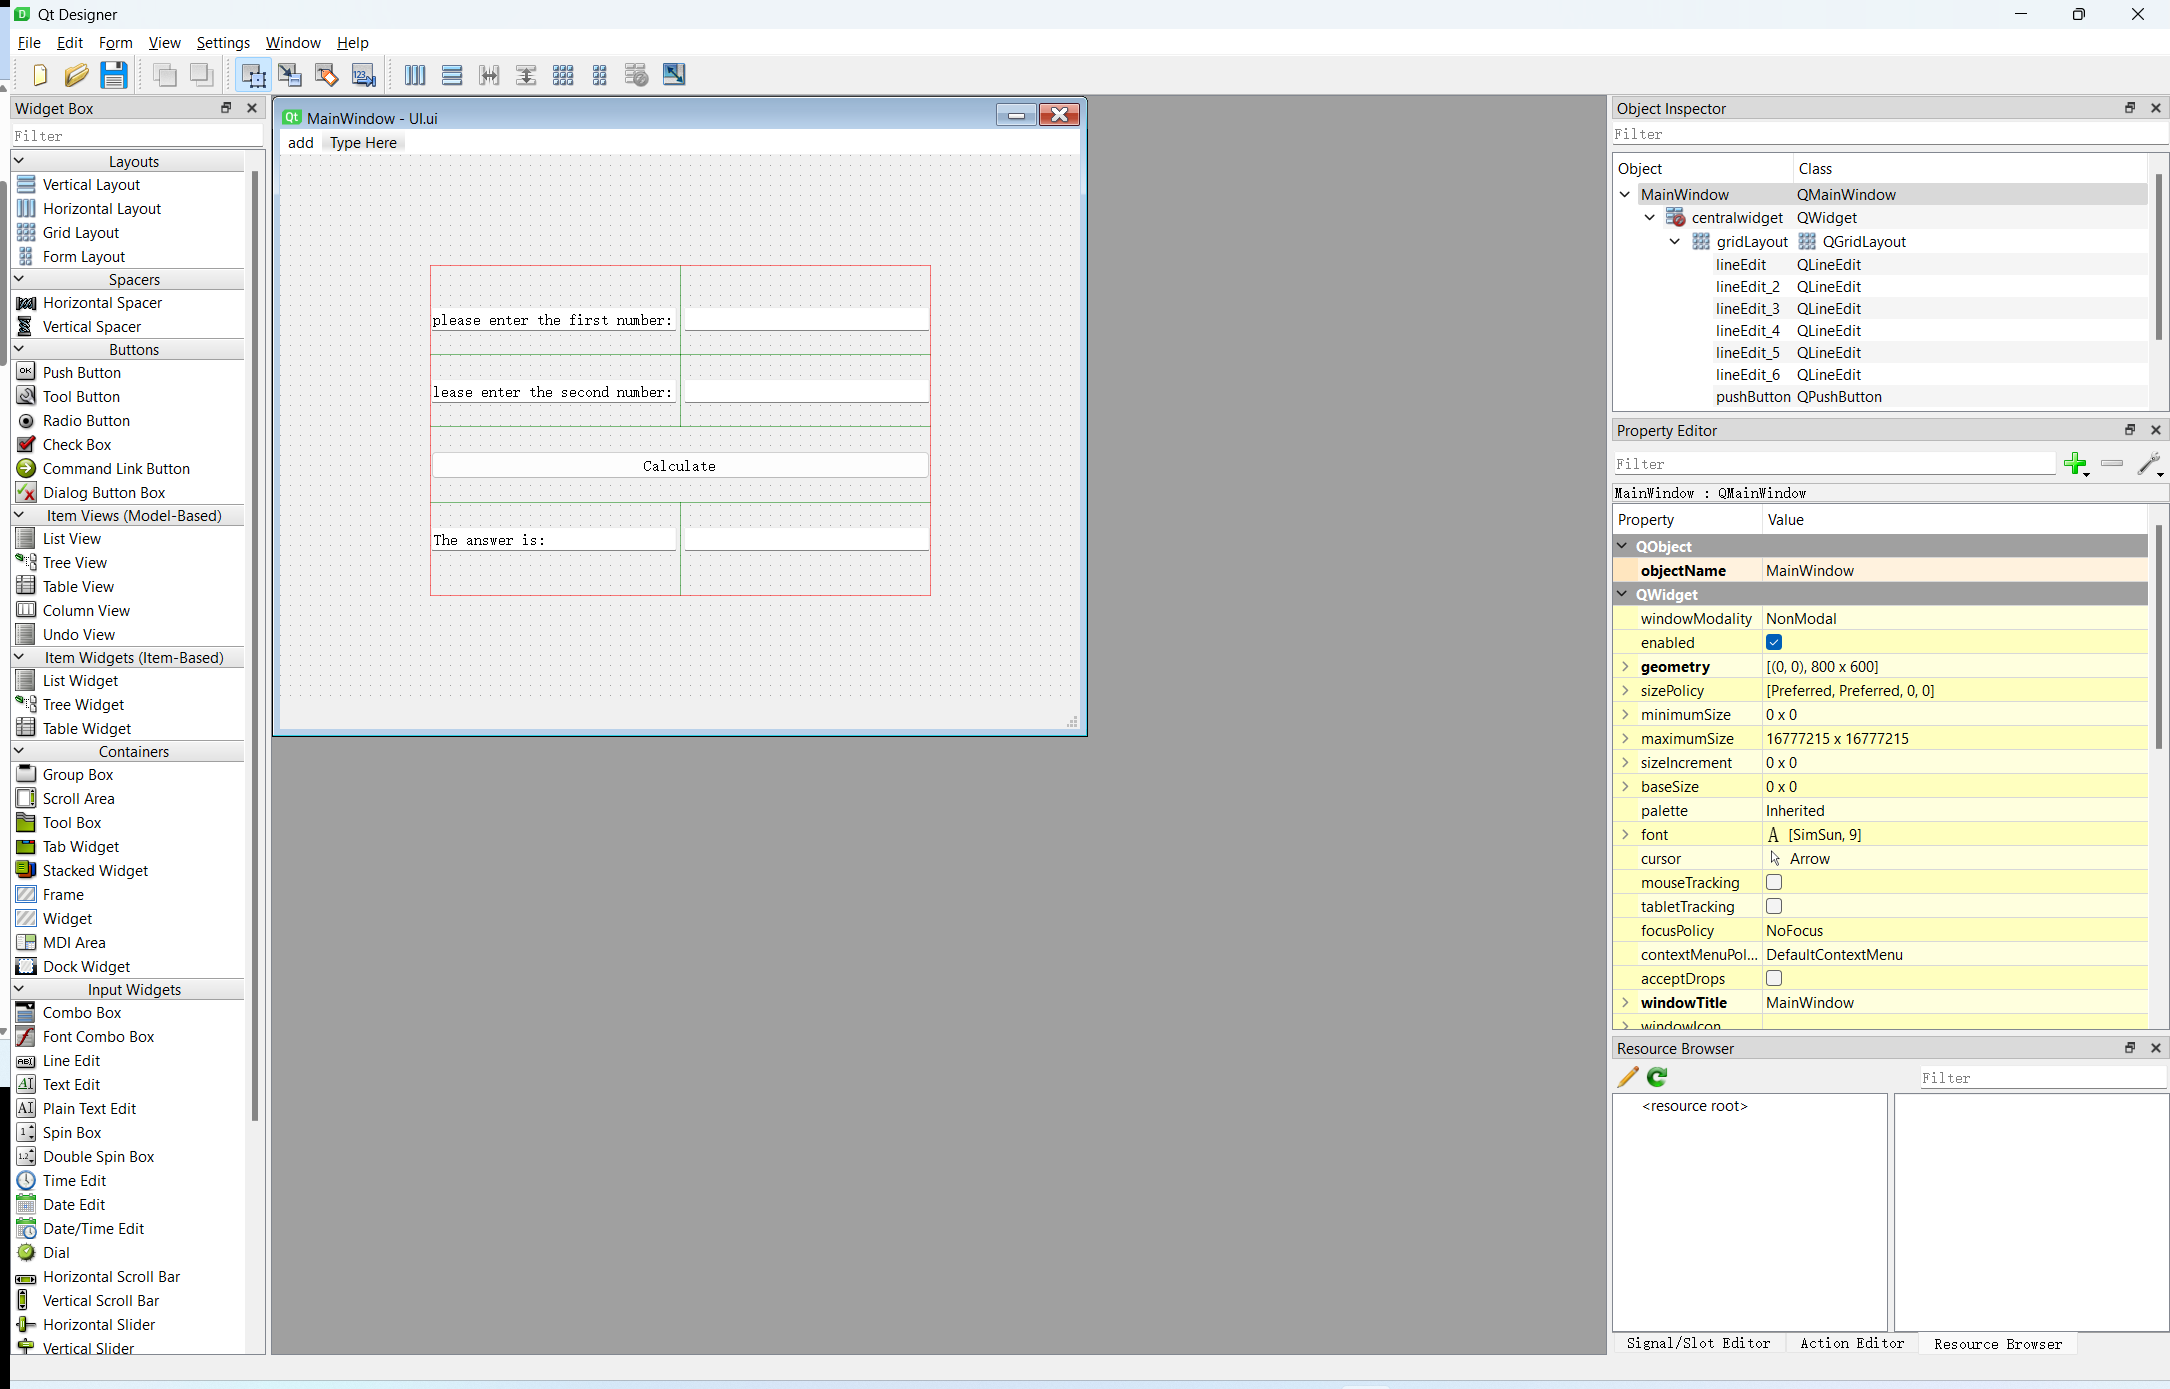 Qt Designer
File Edit Form View Settings Window Help
Widget Box
Filter
Layouts
Vertical Layout
Horizontal Layout
Grid Layout
Form Layout
Spacers
Horizontal Spacer
Vertical Spacer
Buttons
Push Button
Tool Button
Radio Button
Check Box
Command Link Button
Dialog Button Box
Item Views (Model-Based)
List View
Tree View
Table View
Column View
Undo View
Item Widgets (Item-Based)
List Widget
Tree Widget
Table Widget
Containers
Group Box
Scroll Area
Tool Box
Tab Widget
Stacked Widget
Frame
Widget
MDI Area
Dock Widget
Input Widgets
Combo Box
Font Combo Box
Line Edit
Text Edit
Plain Text Edit
Spin Box
Double Spin Box
Time Edit
Date Edit
Date/Time Edit
Dial
Horizontal Scroll Bar
Vertical Scroll Bar
Horizontal Slider
Vertical Slider
MainWindow - UI.ui
add Type Here
please enter the first number:
lease enter the second number:
Calculate
The answer is:
Object Inspector
Filter
Object Class
MainWindow QMainWindow
centralwidget QWidget
gridLayout QGridLayout
lineEdit QLineEdit
lineEdit_2 QLineEdit
lineEdit_3 QLineEdit
lineEdit_4 QLineEdit
lineEdit_5 QLineEdit
lineEdit_6 QLineEdit
pushButton QPushButton
Property Editor
Filter
MainWindow : QMainWindow
Property Value
QObject
objectName MainWindow
QWidget
windowModality NonModal
enabled
geometry [(0, 0), 800 x 600]
sizePolicy [Preferred, Preferred, 0, 0]
minimumSize 0 x 0
maximumSize 16777215 x 16777215
sizeIncrement 0 x 0
baseSize 0 x 0
palette Inherited
font A [SimSun, 9]
cursor Arrow
mouseTracking
tabletTracking
focusPolicy NoFocus
contextMenuPol... DefaultContextMenu
acceptDrops
windowTitle MainWindow
windowIcon
Resource Browser
Filter
<resource root>
Signal/Slot Editor Action Editor Resource Browser